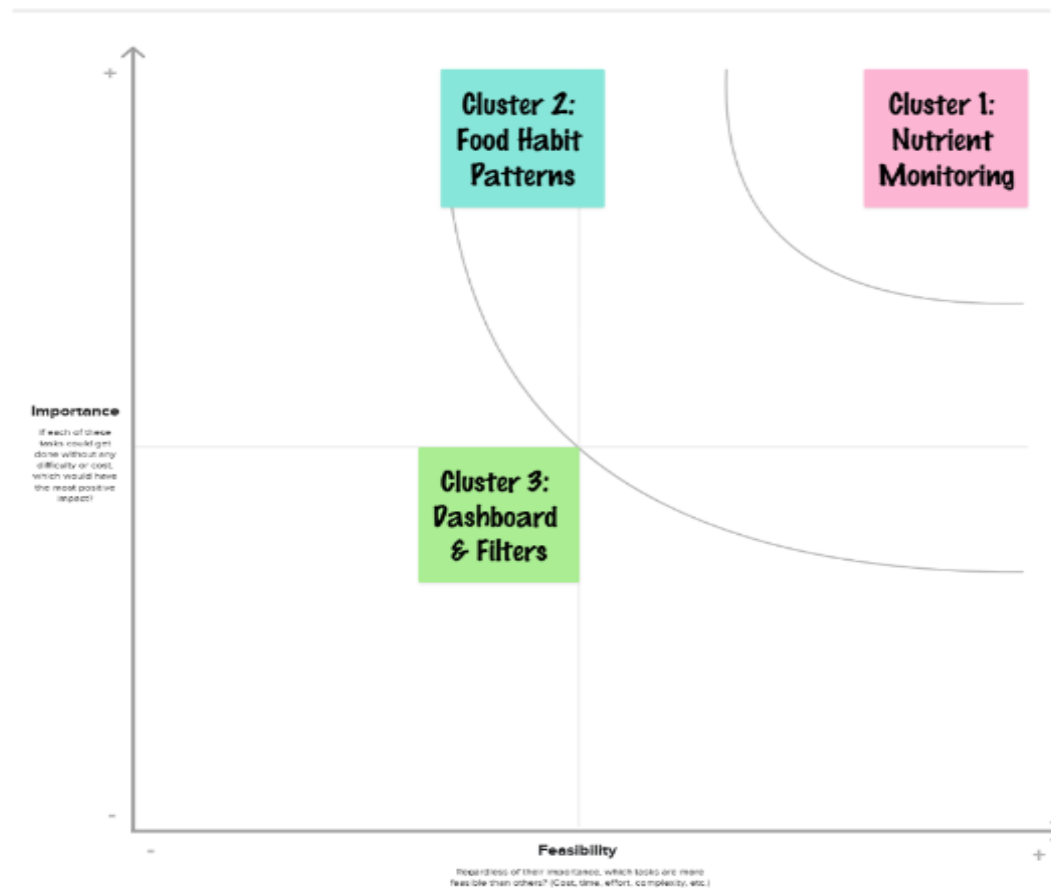 +
Cluster 2:
Food Habit
Patterns
Cluster 1:
Nutrient
Monitoring
Importance
If each of these
tasks could get
done without any
difficulty or cost,
which would have
the most positive
impact?
Cluster 3:
Dashboard
& Filters
-
-
Feasibility
+
Regardless of their importance, which tasks are more
feasible than others? (Cost, time, effort, complexity, etc.)